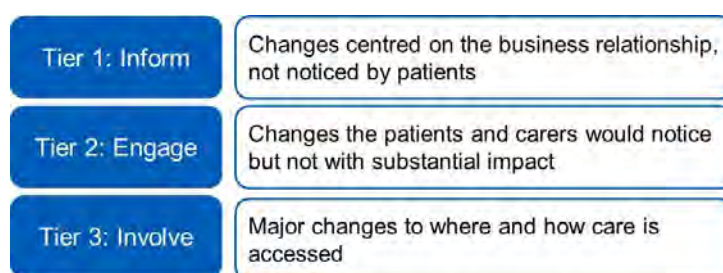 Tier 1: Inform
Changes centred on the business relationship,
not noticed by patients
Tier 2: Engage
Changes the patients and carers would notice
but not with substantial impact
Tier 3: Involve
Major changes to where and how care is
accessed